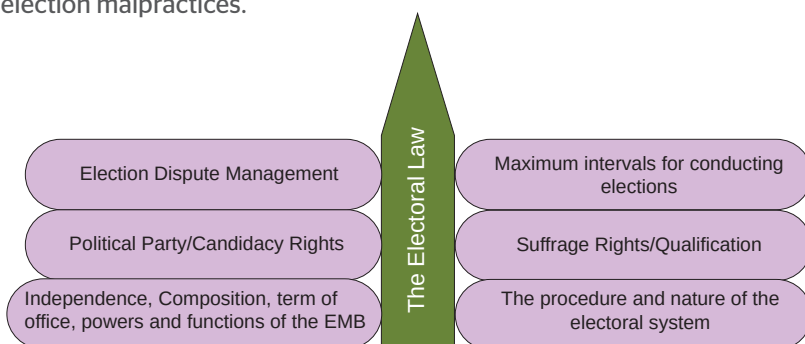 election malpractices.
Election Dispute Management
Political Party/Candidacy Rights
Independence, Composition, term of
office, powers and functions of the EMB
The Electoral Law
Maximum intervals for conducting
elections
Suffrage Rights/Qualification
The procedure and nature of the
electoral system